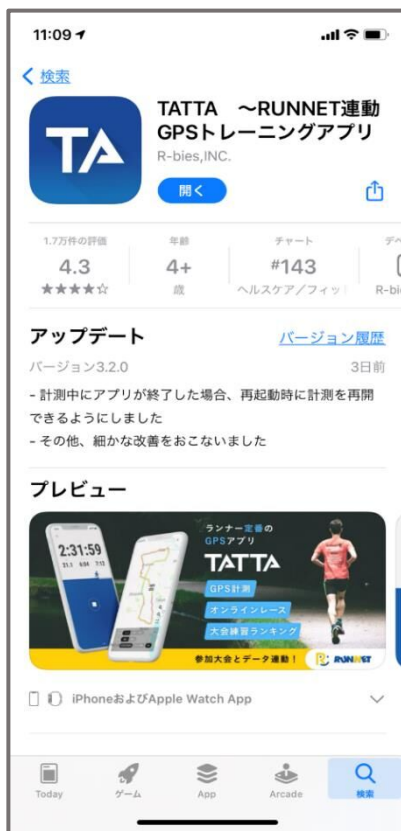 11:09
検索
TA
TATTA　～RUNNET連動
GPSトレーニングアプリ
R-bies,INC.
開く
1.7万件の評価
4.3
年齢
4+
歳
チャート
#143
ヘルスケア／フィッ
デベ
R-bi
アップデート
バージョン履歴
バージョン3.2.0
3日前
- 計測中にアプリが終了した場合、再起動時に計測を再開
できるようにしました
- その他、細かな改善をおこないました
プレビュー
2:31:59
21.1
ランナー定番の
GPSアプリ
TATTA
GPS計測
オンラインレース
大会練習ランキング
参加大会とデータ連動！
RUNNET
iPhoneおよびApple Watch App
Today
ゲーム
App
Arcade
検索